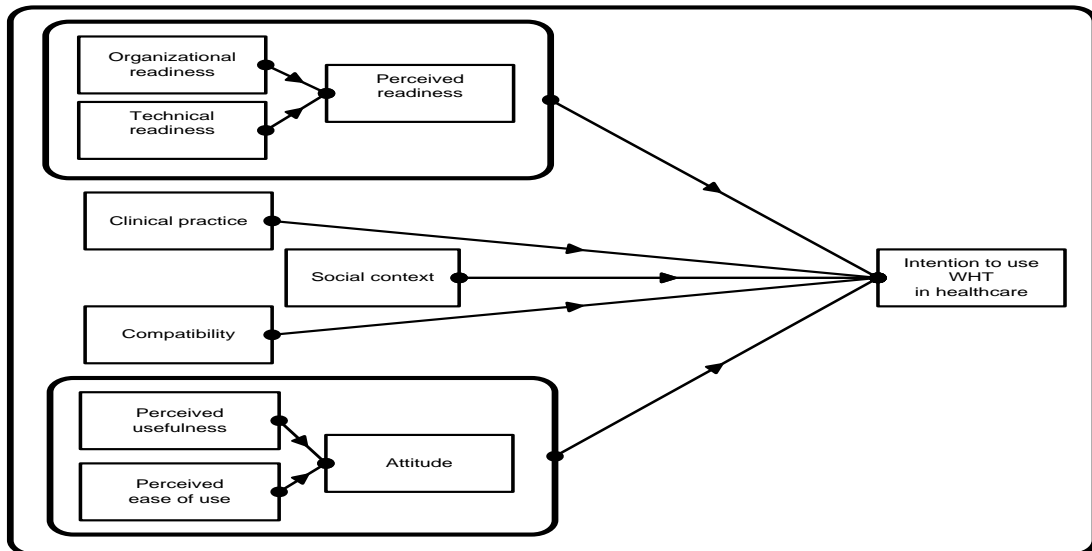 Organizational
readiness
Perceived
readiness
Technical
readiness
Clinical practice
Social context
Intention to use
WHT
in healthcare
Compatibility
Perceived
usefulness
Attitude
Perceived
ease of use